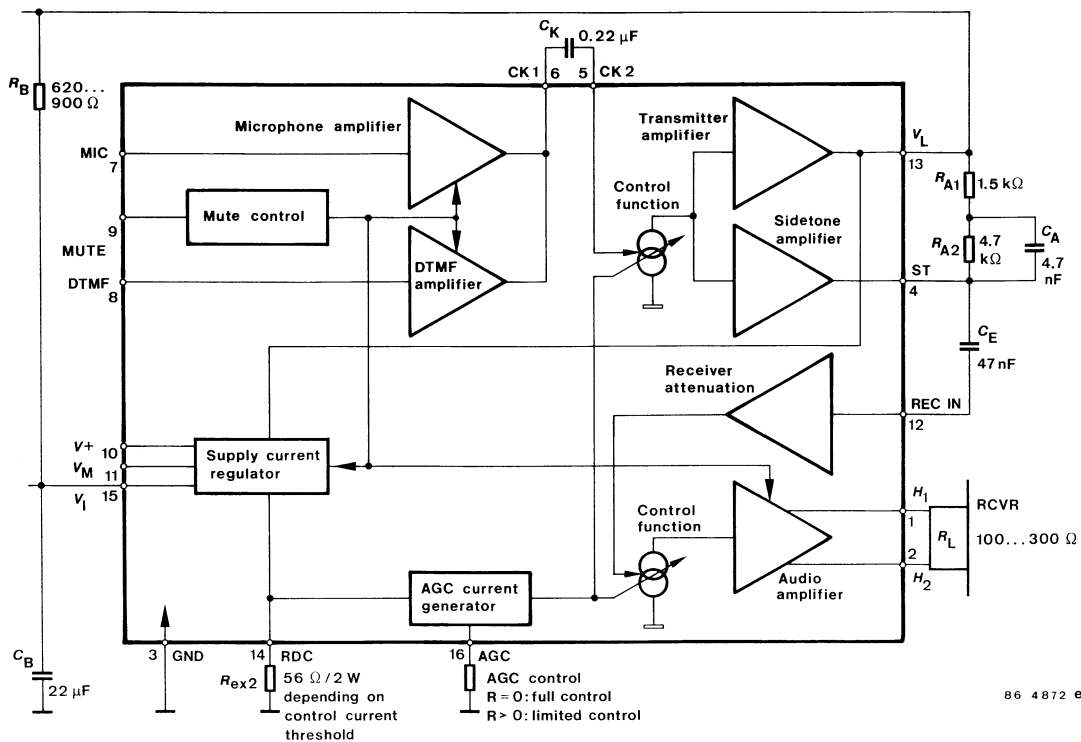 C_K
0.22 µF
CK1
6
5
CK2
R_B
620...
900 Ω
Microphone amplifier
Transmitter
amplifier
V_L
13
MIC
7
R_A1
1.5 kΩ
Control
function
Mute control
9
Sidetone
amplifier
R_A2
4.7
kΩ
C_A
4.7
nF
MUTE
DTMF
8
DTMF
amplifier
ST
4
C_E
47 nF
Receiver
attenuation
REC IN
12
V+
10
V_M
11
V_I
15
Supply current
regulator
Control
function
H_1
1
RCVR
R_L
100...300 Ω
2
H_2
Audio
amplifier
AGC current
generator
C_B
22 µF
3
GND
14
RDC
16
AGC
R_ex2
56 Ω/2 W
depending on
control current
threshold
AGC control
R = 0: full control
R > 0: limited control
86 4872 e